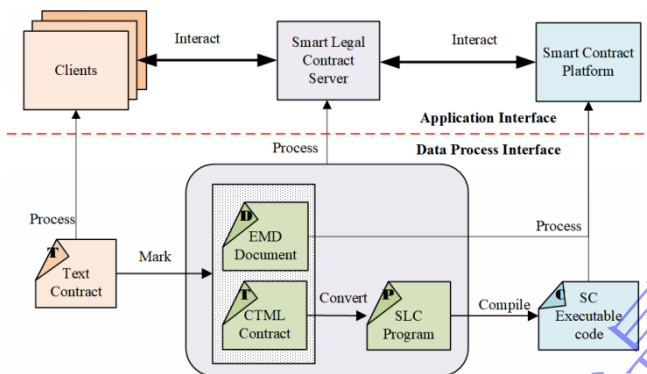 Clients
Interact
Smart Legal
Contract
Server
Interact
Smart Contract
Platform
Application Interface
Data Process Interface
Process
Process
Process
T
Text
Contract
Mark
D
EMD
Document
T
CTML
Contract
Convert
P
SLC
Program
Compile
C
SC
Executable
code